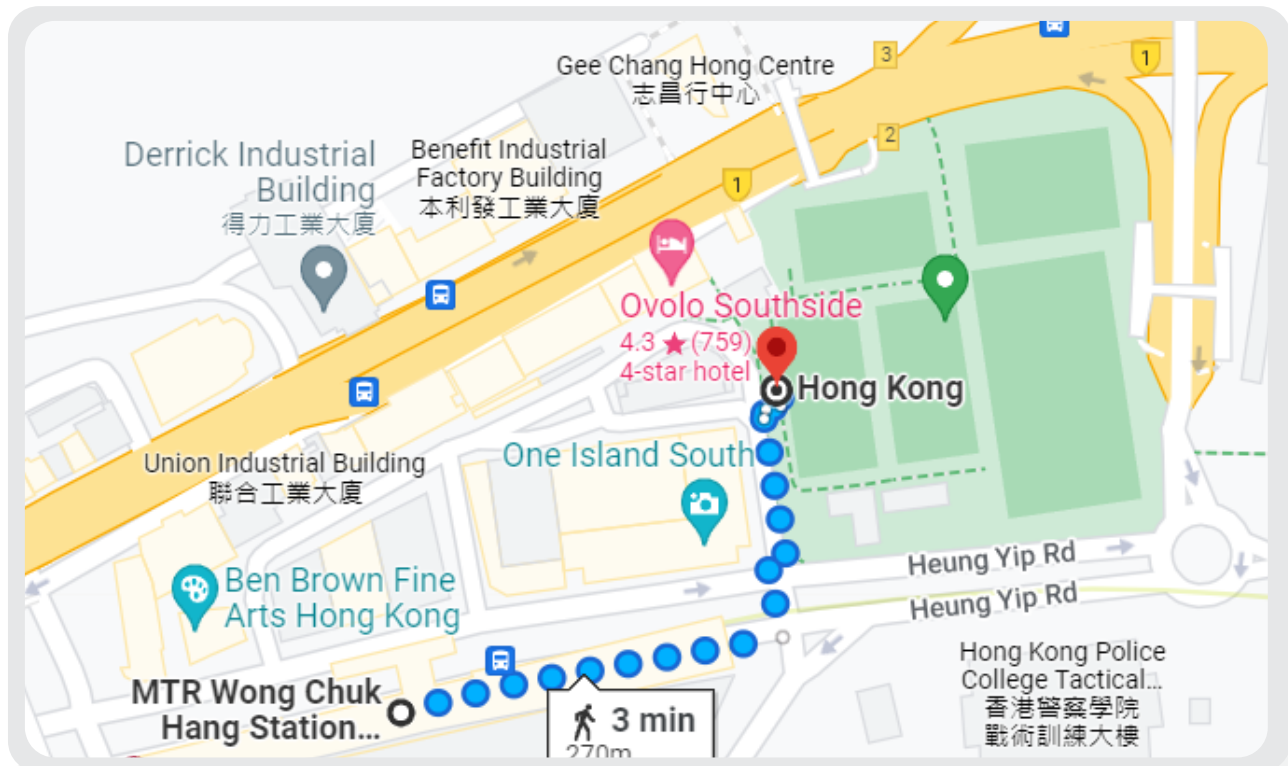 Gee Chang Hong Centre
志昌行中心
3
1
2
Derrick Industrial
Building
得力工業大廈
Benefit Industrial
Factory Building
本利發工業大廈
1
Ovolo Southside
4.3 ★ (759)
4-star hotel
Hong Kong
One Island South
Union Industrial Building
聯合工業大廈
Heung Yip Rd
Heung Yip Rd
Ben Brown Fine
Arts Hong Kong
MTR Wong Chuk
Hang Station...
3 min
270m
Hong Kong Police
College Tactical...
香港警察學院
戰術訓練大樓